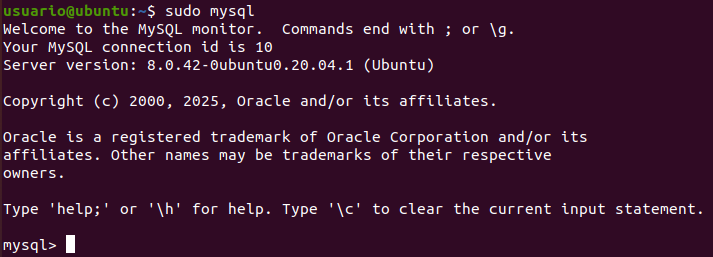 usuario@ubuntu:~$ sudo mysql
Welcome to the MySQL monitor.  Commands end with ; or \g.
Your MySQL connection id is 10
Server version: 8.0.42-0ubuntu0.20.04.1 (Ubuntu)
Copyright (c) 2000, 2025, Oracle and/or its affiliates.
Oracle is a registered trademark of Oracle Corporation and/or its
affiliates. Other names may be trademarks of their respective
owners.
Type 'help;' or '\h' for help. Type '\c' to clear the current input statement.
mysql>